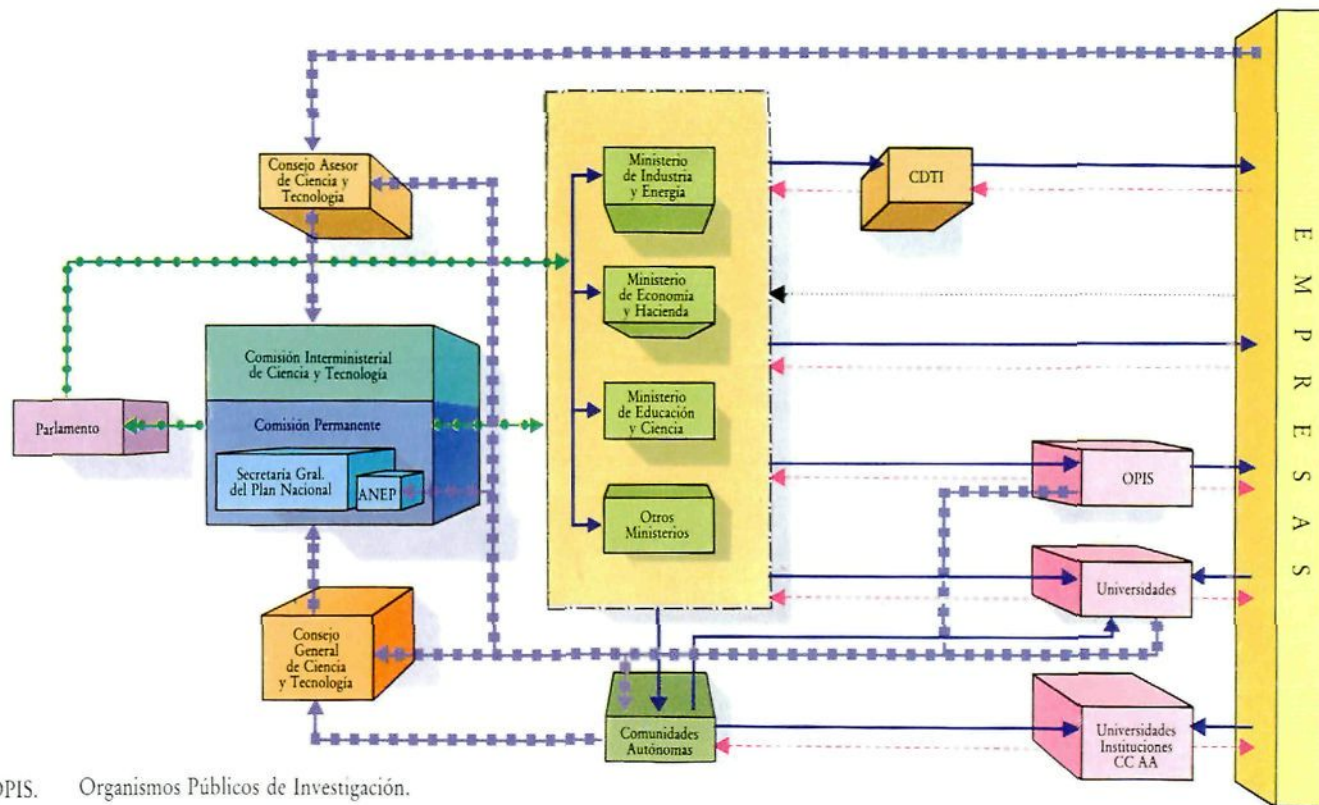 Consejo Asesor
de Ciencia y
Tecnología
Ministerio
de Industria
y Energía
CDTI
Ministerio
de Economía
y Hacienda
Comisión Interministerial
de Ciencia y Tecnología
Parlamento
Comisión Permanente
Ministerio
de Educación
y Ciencia
Secretaría Gral.
del Plan Nacional
ANEP
OPIS
Otros
Ministerios
Universidades
Consejo
General
de Ciencia
y Tecnología
Comunidades
Autónomas
Universidades
Instituciones
CC AA
EMPRESAS
OPIS. Organismos Públicos de Investigación.